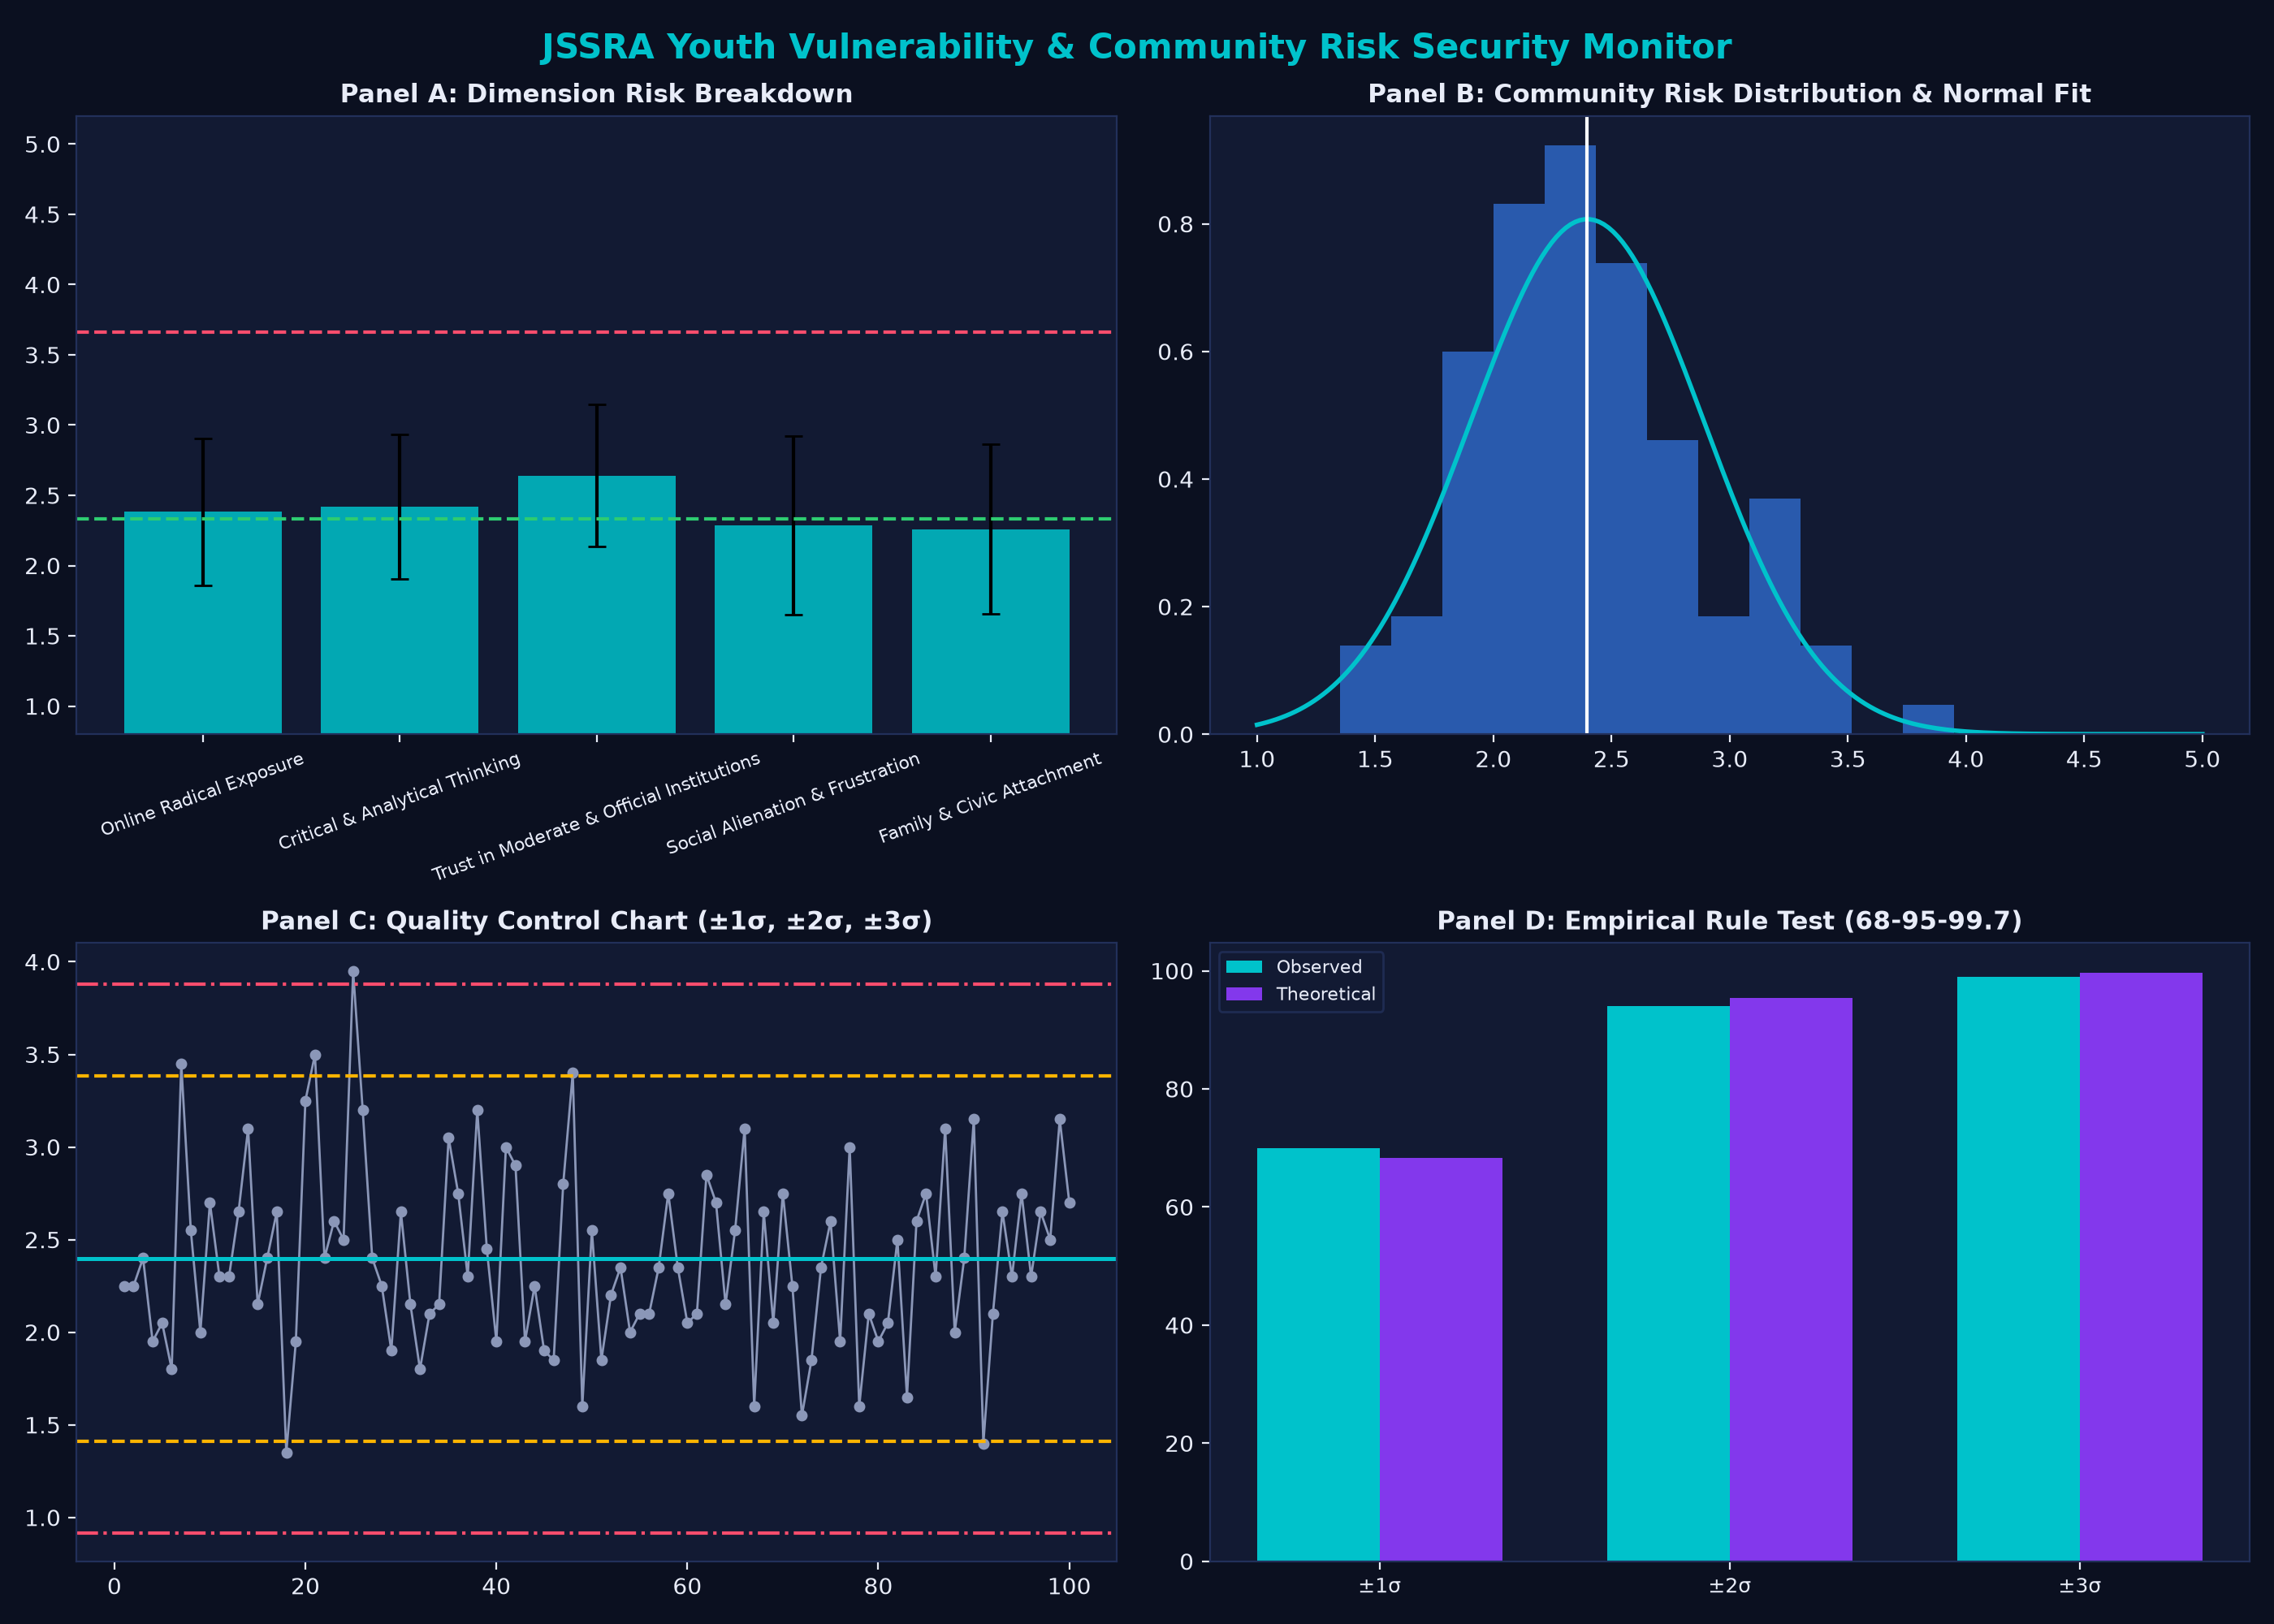 JSSRA Youth Vulnerability & Community Risk Security Monitor
Panel A: Dimension Risk Breakdown
5.0
4.5
4.0
3.5
3.0
2.5
2.0
1.5
1.0
Online Radical Exposure
Critical & Analytical Thinking
Trust in Moderate & Official Institutions
Social Alienation & Frustration
Family & Civic Attachment
Panel B: Community Risk Distribution & Normal Fit
0.8
0.6
0.4
0.2
0.0
1.0 1.5 2.0 2.5 3.0 3.5 4.0 4.5 5.0
Panel C: Quality Control Chart (±1σ, ±2σ, ±3σ)
4.0
3.5
3.0
2.5
2.0
1.5
1.0
0 20 40 60 80 100
Panel D: Empirical Rule Test (68-95-99.7)
Observed
Theoretical
100
80
60
40
20
0
±1σ ±2σ ±3σ